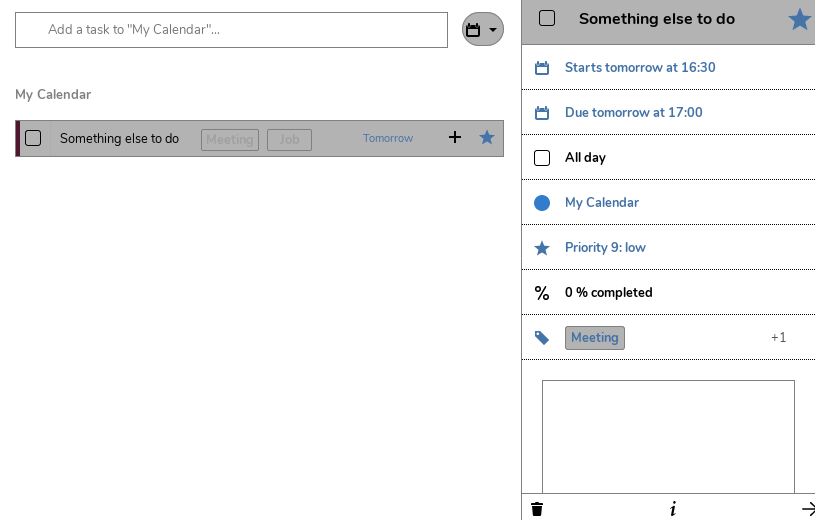 Add a task to "My Calendar"...
My Calendar
Something else to do Meeting Job Tomorrow
Something else to do
Starts tomorrow at 16:30
Due tomorrow at 17:00
All day
My Calendar
Priority 9: low
% 0 % completed
Meeting +1
i